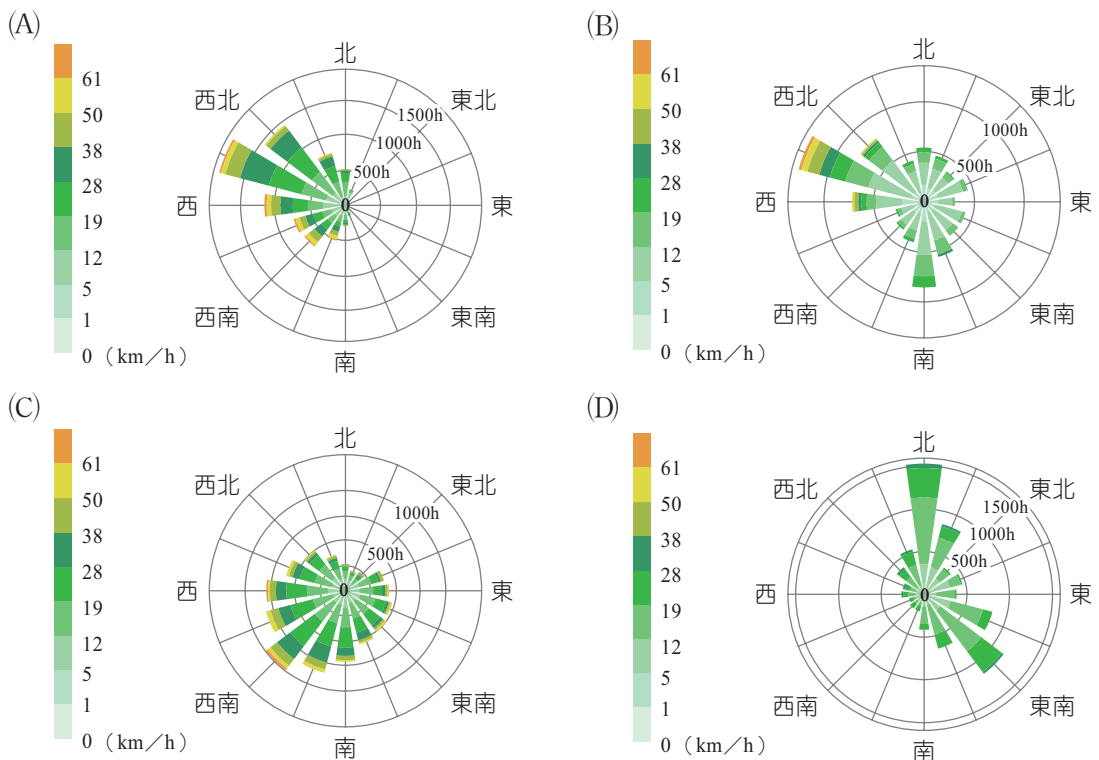 (A)
61
50
38
28
19
12
5
1
0（km／h）
北
東北
東
東南
南
西南
西
西北
1500h
1000h
500h
0
(B)
61
50
38
28
19
12
5
1
0（km／h）
北
東北
東
東南
南
西南
西
西北
1000h
500h
0
(C)
61
50
38
28
19
12
5
1
0（km／h）
北
東北
東
東南
南
西南
西
西北
1000h
500h
0
(D)
61
50
38
28
19
12
5
1
0（km／h）
北
東北
東
東南
南
西南
西
西北
1500h
1000h
500h
0